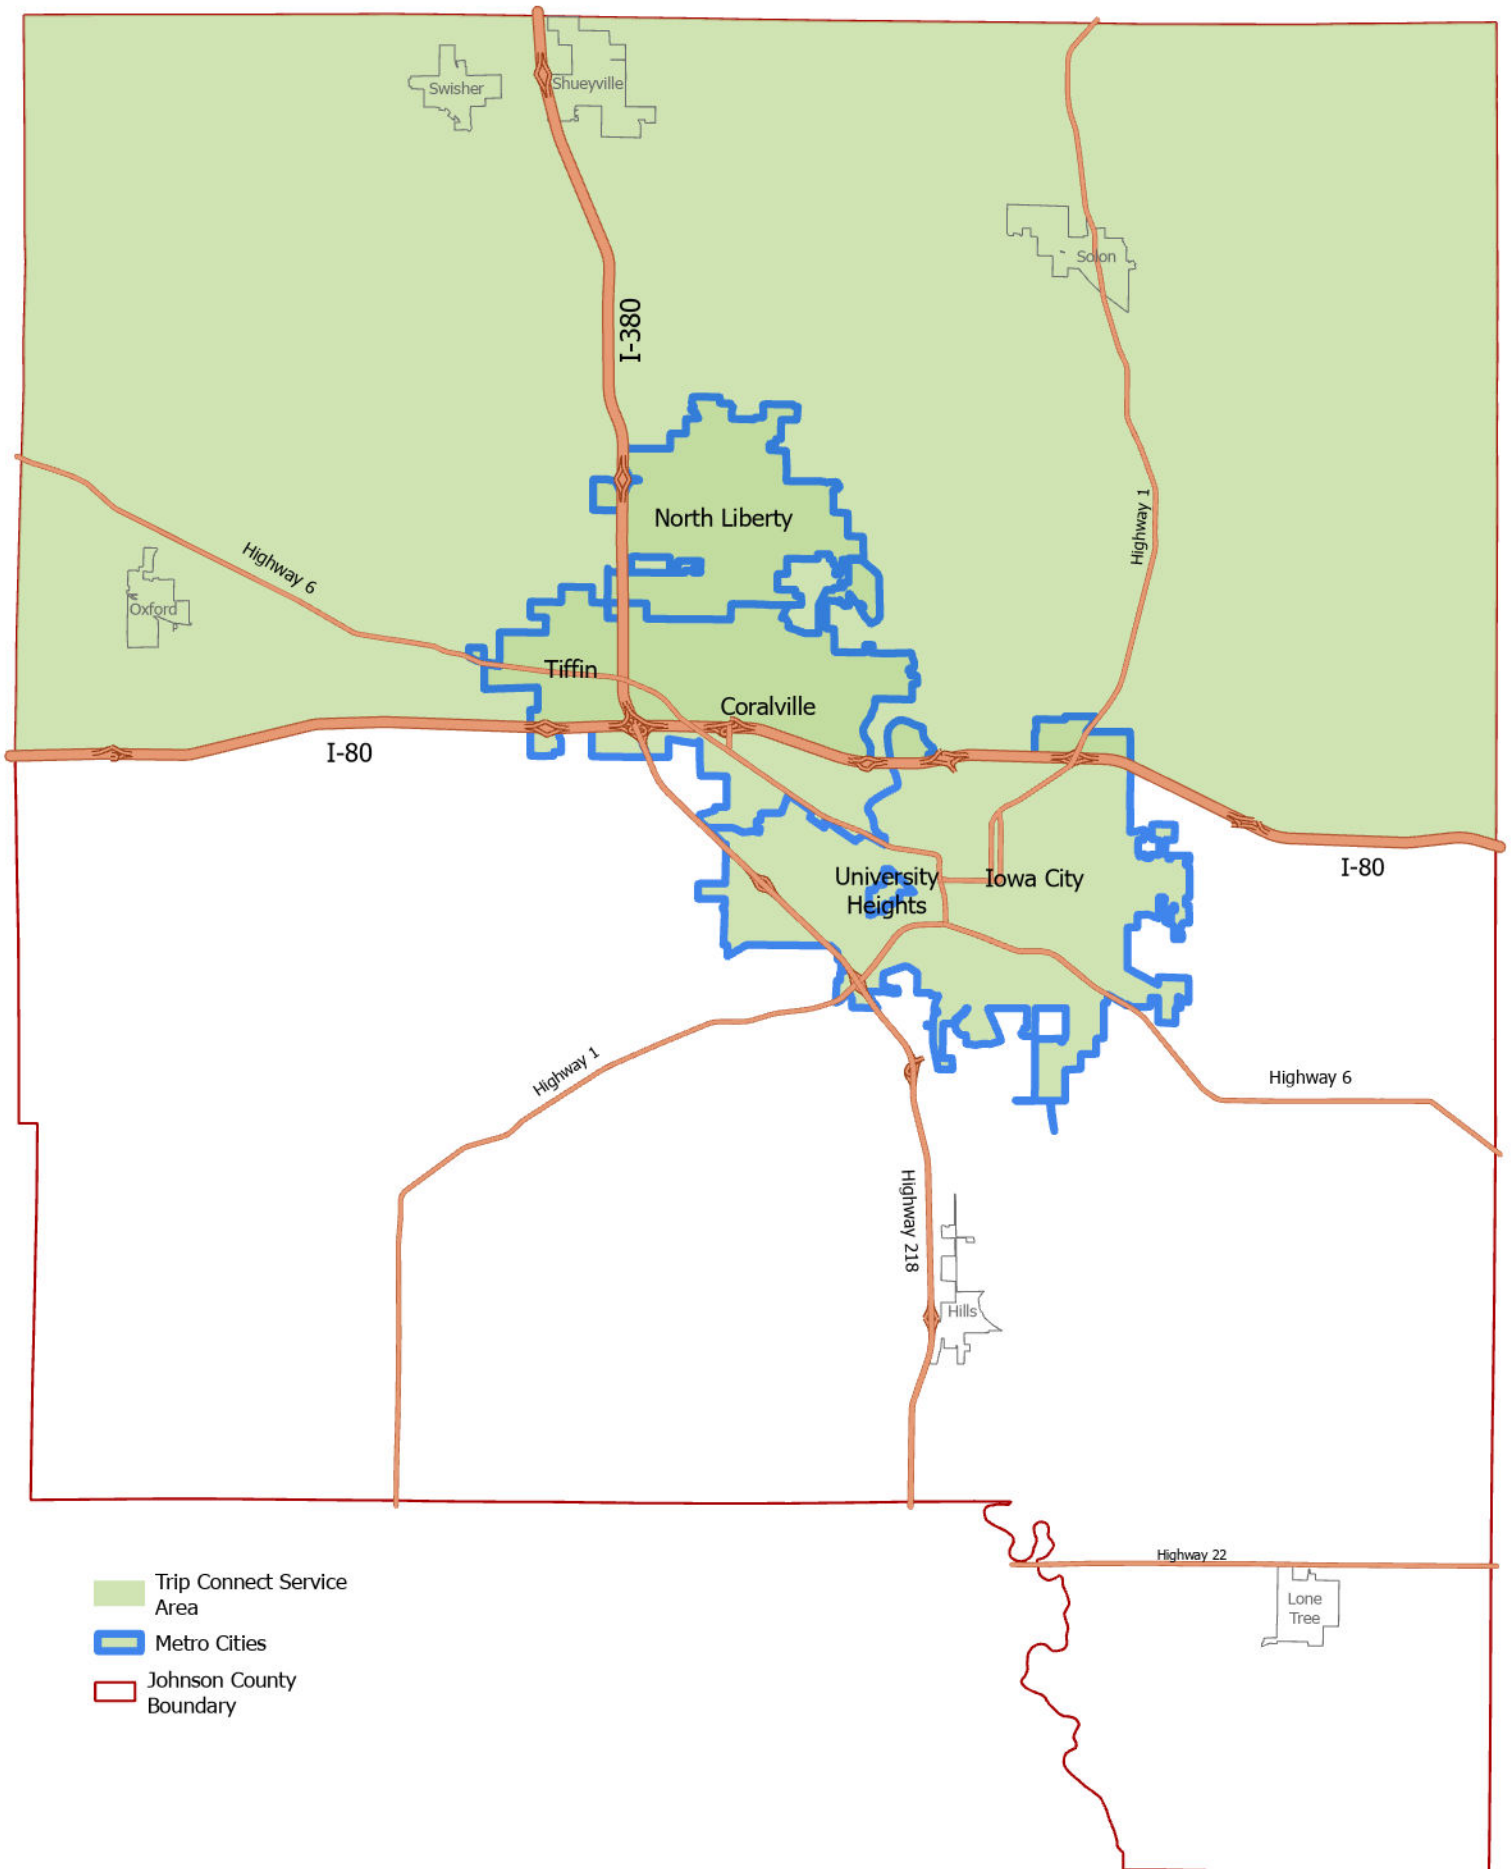 Swisher
Shueyville
Solon
I-380
North Liberty
Highway 1
Highway 6
Oxford
Tiffin
Coralville
I-80
I-80
University
Heights
Iowa City
Highway 1
Highway 6
Highway 218
Hills
Highway 22
Lone
Tree
Trip Connect Service
Area
Metro Cities
Johnson County
Boundary